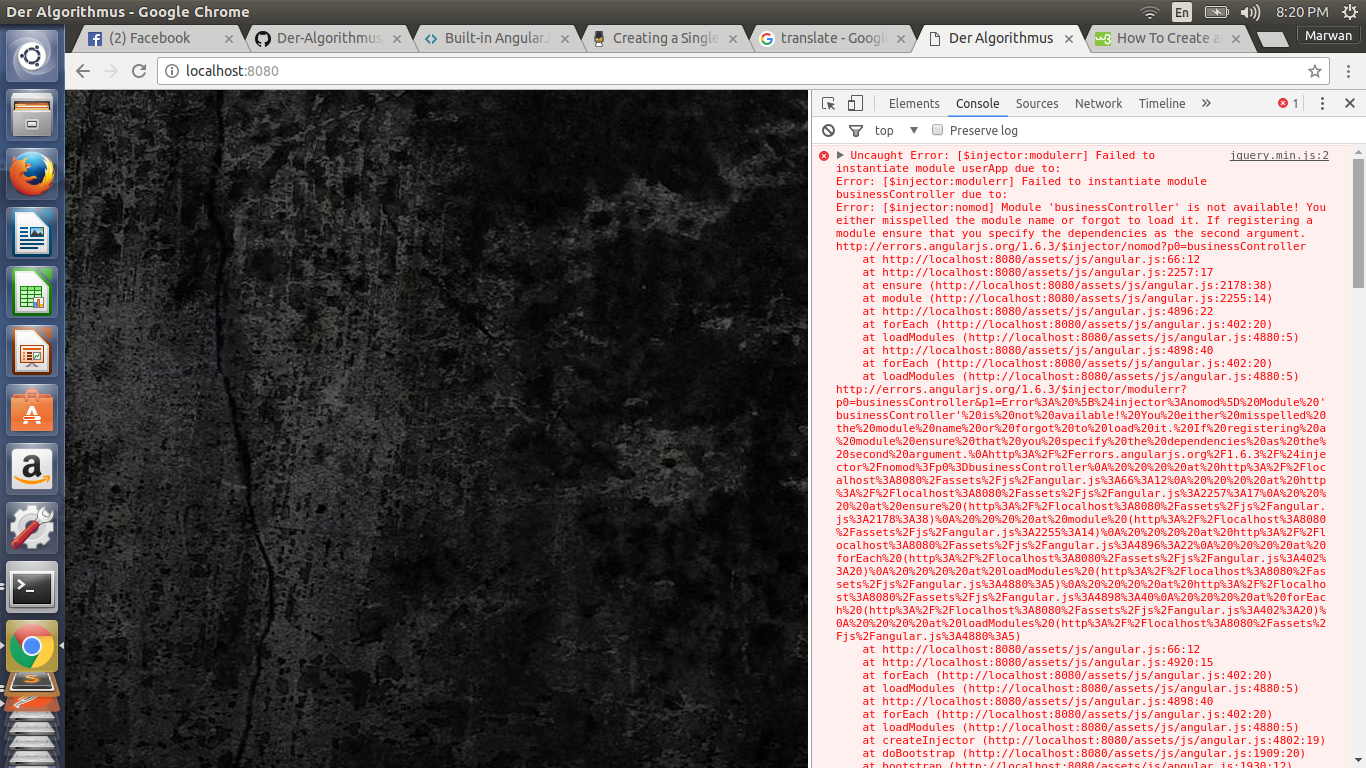 Der Algorithmus - Google Chrome
En
8:20 PM
(2) Facebook
Der-Algorithmus
Built-in AngularJ
Creating a Single
translate - Googl
Der Algorithmus
How To Create a
Marwan
localhost:8080
Elements Console Sources Network Timeline » 1
top Preserve log
Uncaught Error: [$injector:modulerr] Failed to jquery.min.js:2
instantiate module userApp due to:
Error: [$injector:modulerr] Failed to instantiate module
businessController due to:
Error: [$injector:nomod] Module 'businessController' is not available! You
either misspelled the module name or forgot to load it. If registering a
module ensure that you specify the dependencies as the second argument.
http://errors.angularjs.org/1.6.3/$injector/nomod?p0=businessController
at http://localhost:8080/assets/js/angular.js:66:12
at http://localhost:8080/assets/js/angular.js:2257:17
at ensure (http://localhost:8080/assets/js/angular.js:2178:38)
at module (http://localhost:8080/assets/js/angular.js:2255:14)
at http://localhost:8080/assets/js/angular.js:4896:22
at forEach (http://localhost:8080/assets/js/angular.js:402:20)
at loadModules (http://localhost:8080/assets/js/angular.js:4880:5)
at http://localhost:8080/assets/js/angular.js:4898:40
at forEach (http://localhost:8080/assets/js/angular.js:402:20)
at loadModules (http://localhost:8080/assets/js/angular.js:4880:5)
http://errors.angularjs.org/1.6.3/$injector/modulerr?
p0=businessController&p1=Error%3A%20%5B%24injector%3Anomod%5D%20Module%20'
businessController'%20is%20not%20available!%20You%20either%20misspelled%20
the%20module%20name%20or%20forgot%20to%20load%20it.%20If%20registering%20
a%20module%20ensure%20that%20you%20specify%20the%20dependencies%20as%20the%
20second%20argument.%0Ahttp%3A%2F%2Ferrors.angularjs.org%2F1.6.3%2F%24inje
ctor%2Fnomod%3Fp0%3DbusinessController%0A%20%20%20%20at%20http%3A%2F%2Floc
alhost%3A8080%2Fassets%2Fjs%2Fangular.js%3A66%3A12%0A%20%20%20%20at%20http
%3A%2F%2Flocalhost%3A8080%2Fassets%2Fjs%2Fangular.js%3A2257%3A17%0A%20%20%
20%20at%20ensure%20(http%3A%2F%2Flocalhost%3A8080%2Fassets%2Fjs%2Fangular.
js%3A2178%3A38)%0A%20%20%20%20at%20module%20(http%3A%2F%2Flocalhost%3A8080
%2Fassets%2Fjs%2Fangular.js%3A2255%3A14)%0A%20%20%20%20at%20http%3A%2F%2Fl
ocalhost%3A8080%2Fassets%2Fjs%2Fangular.js%3A4896%3A22%0A%20%20%20%20at%20
forEach%20(http%3A%2F%2Flocalhost%3A8080%2Fassets%2Fjs%2Fangular.js%3A402%
3A20)%0A%20%20%20%20at%20loadModules%20(http%3A%2F%2Flocalhost%3A8080%2Fas
sets%2Fjs%2Fangular.js%3A4880%3A5)%0A%20%20%20%20at%20http%3A%2F%2Flocalho
st%3A8080%2Fassets%2Fjs%2Fangular.js%3A4898%3A40%0A%20%20%20%20at%20forEac
h%20(http%3A%2F%2Flocalhost%3A8080%2Fassets%2Fjs%2Fangular.js%3A402%3A20)%
0A%20%20%20%20at%20loadModules%20(http%3A%2F%2Flocalhost%3A8080%2Fassets%2
Fjs%2Fangular.js%3A4880%3A5)
at http://localhost:8080/assets/js/angular.js:66:12
at http://localhost:8080/assets/js/angular.js:4920:15
at forEach (http://localhost:8080/assets/js/angular.js:402:20)
at loadModules (http://localhost:8080/assets/js/angular.js:4880:5)
at http://localhost:8080/assets/js/angular.js:4898:40
at forEach (http://localhost:8080/assets/js/angular.js:402:20)
at loadModules (http://localhost:8080/assets/js/angular.js:4880:5)
at createInjector (http://localhost:8080/assets/js/angular.js:4802:19)
at doBootstrap (http://localhost:8080/assets/js/angular.js:1909:20)
at bootstrap (http://localhost:8080/assets/js/angular.js:1930:12)